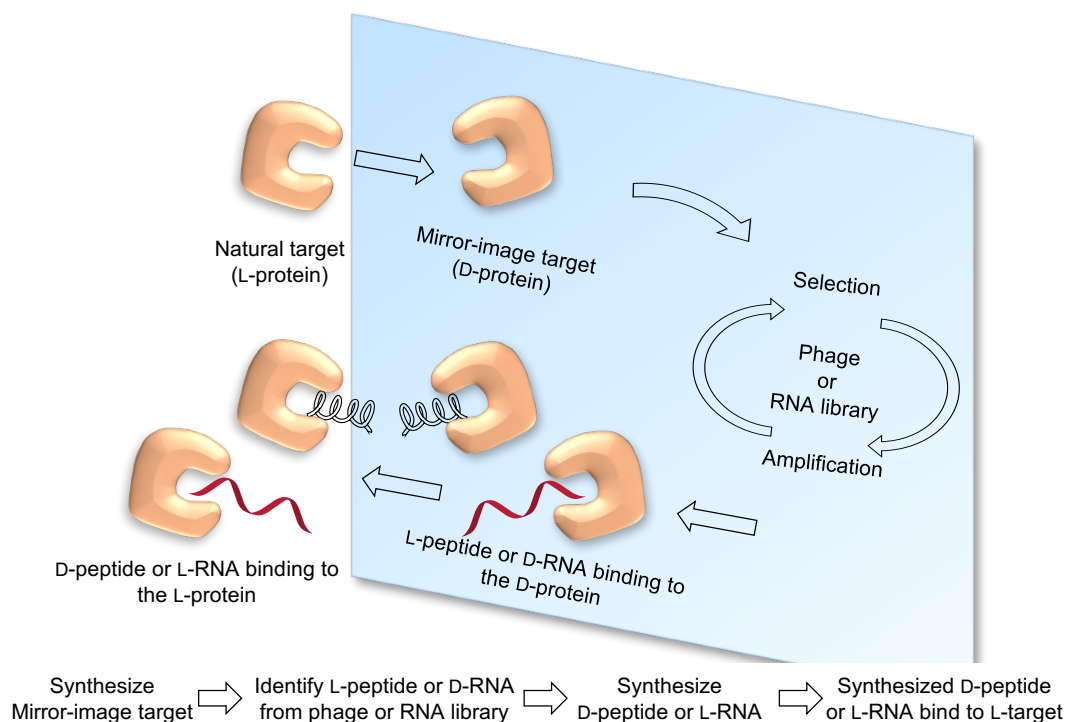 Natural target
(L-protein)
Mirror-image target
(D-protein)
Selection
Phage
or
RNA library
Amplification
L-peptide or D-RNA binding to
the D-protein
D-peptide or L-RNA binding to
the L-protein
Synthesize
Mirror-image target
Identify L-peptide or D-RNA
from phage or RNA library
Synthesize
D-peptide or L-RNA
Synthesized D-peptide
or L-RNA bind to L-target